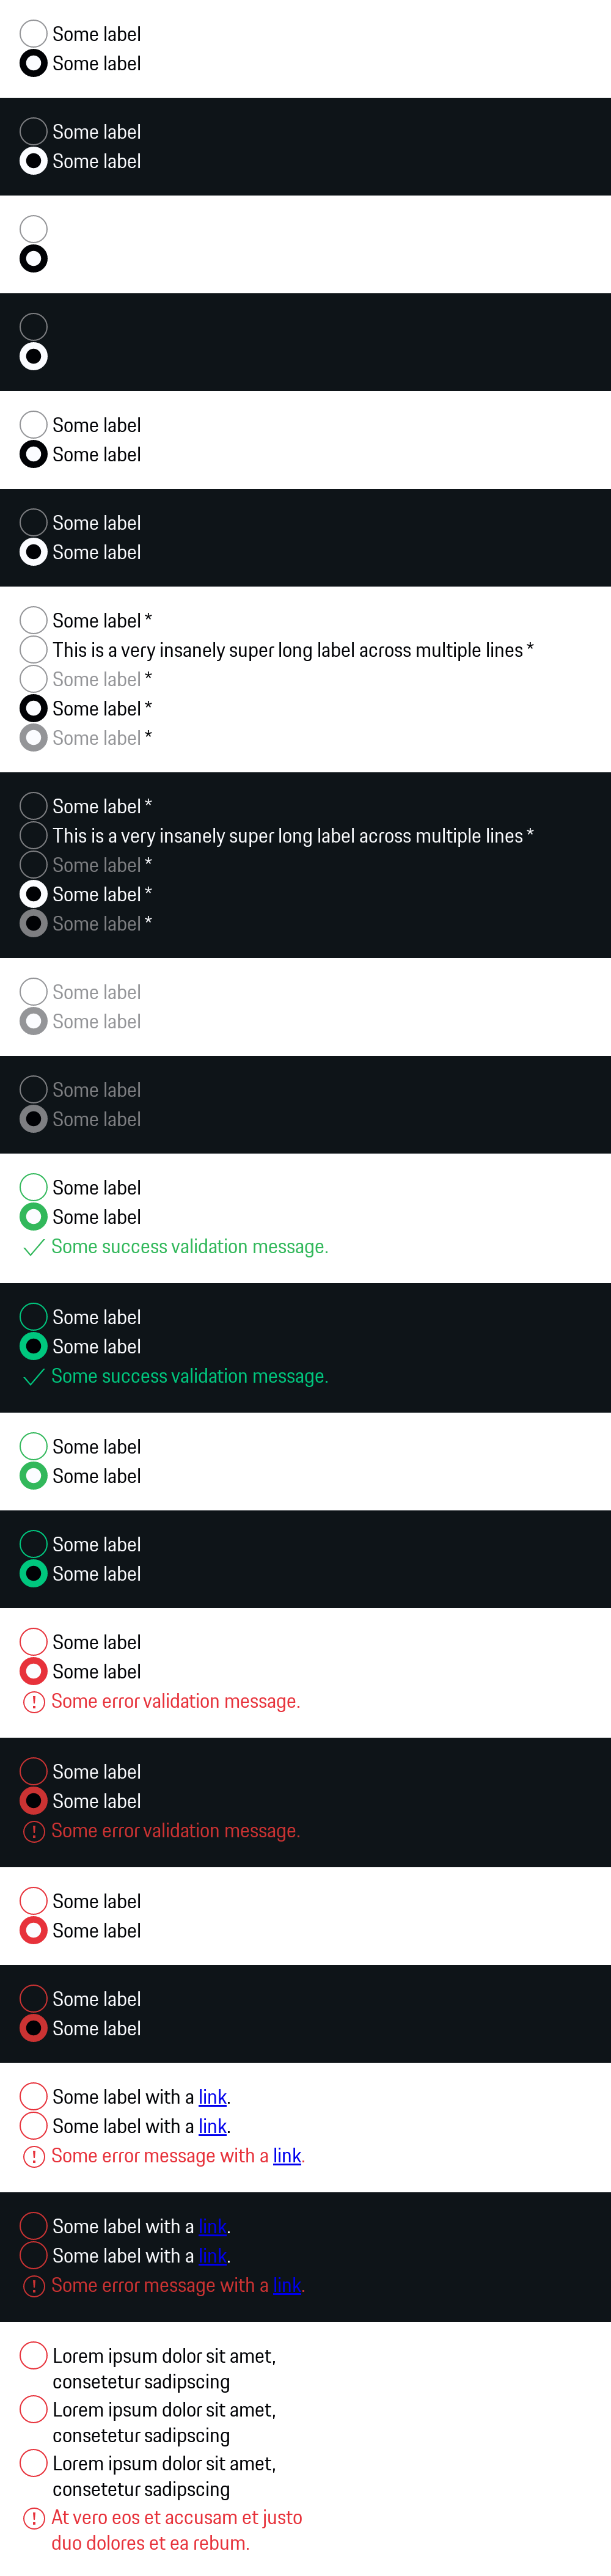 Some label
Some label
Some label
Some label
Some label
Some label
Some label
Some label
Some label *
This is a very insanely super long label across multiple lines *
Some label *
Some label *
Some label *
Some label *
This is a very insanely super long label across multiple lines *
Some label *
Some label *
Some label *
Some label
Some label
Some label
Some label
Some label
Some label
Some success validation message.
Some label
Some label
Some success validation message.
Some label
Some label
Some label
Some label
Some label
Some label
Some error validation message.
Some label
Some label
Some error validation message.
Some label
Some label
Some label
Some label
Some label with a link.
Some label with a link.
Some error message with a link.
Some label with a link.
Some label with a link.
Some error message with a link.
Lorem ipsum dolor sit amet,
consetetur sadipscing
Lorem ipsum dolor sit amet,
consetetur sadipscing
Lorem ipsum dolor sit amet,
consetetur sadipscing
At vero eos et accusam et justo
duo dolores et ea rebum.